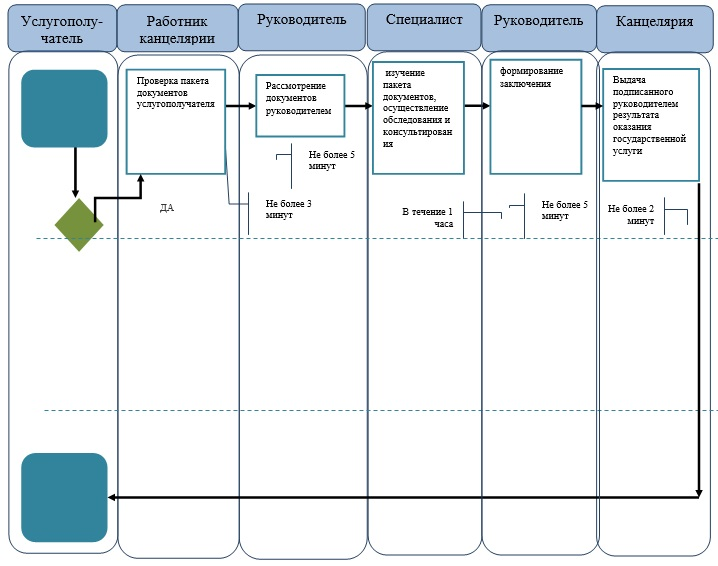 Услугополу-
чатель
Работник
канцелярии
Руководитель
Специалист
Руководитель
Канцелярия
Проверка пакета
документов
услугополучателя
Рассмотрение
документов
руководителем
изучение
пакета
документов,
осуществление
обследования и
консультирован
ия
формирование
заключения
Выдача
подписанного
руководителем
результата
оказания
государственной
услуги
Не более 5
минут
ДА
Не более 3
минут
В течение 1
часа
Не более 5
минут
Не более 2
минут